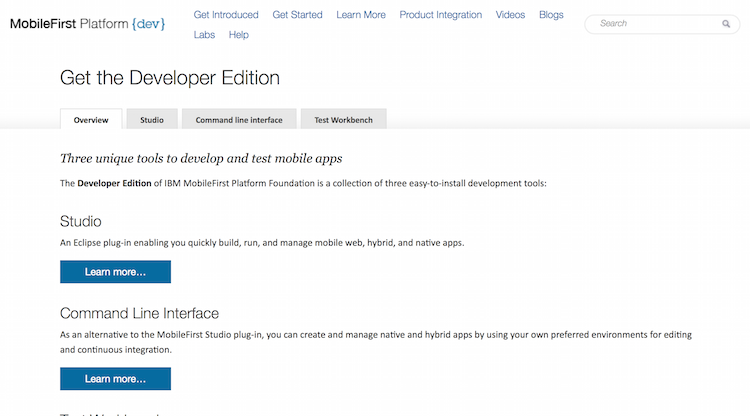 MobileFirst Platform {dev}
Get Introduced Get Started Learn More Product Integration Videos Blogs
Labs Help
Search
Get the Developer Edition
Overview Studio Command line interface Test Workbench
Three unique tools to develop and test mobile apps
The Developer Edition of IBM MobileFirst Platform Foundation is a collection of three easy-to-install development tools:
Studio
An Eclipse plug-in enabling you quickly build, run, and manage mobile web, hybrid, and native apps.
Learn more...
Command Line Interface
As an alternative to the MobileFirst Studio plug-in, you can create and manage native and hybrid apps by using your own preferred environments for editing
and continuous integration.
Learn more...